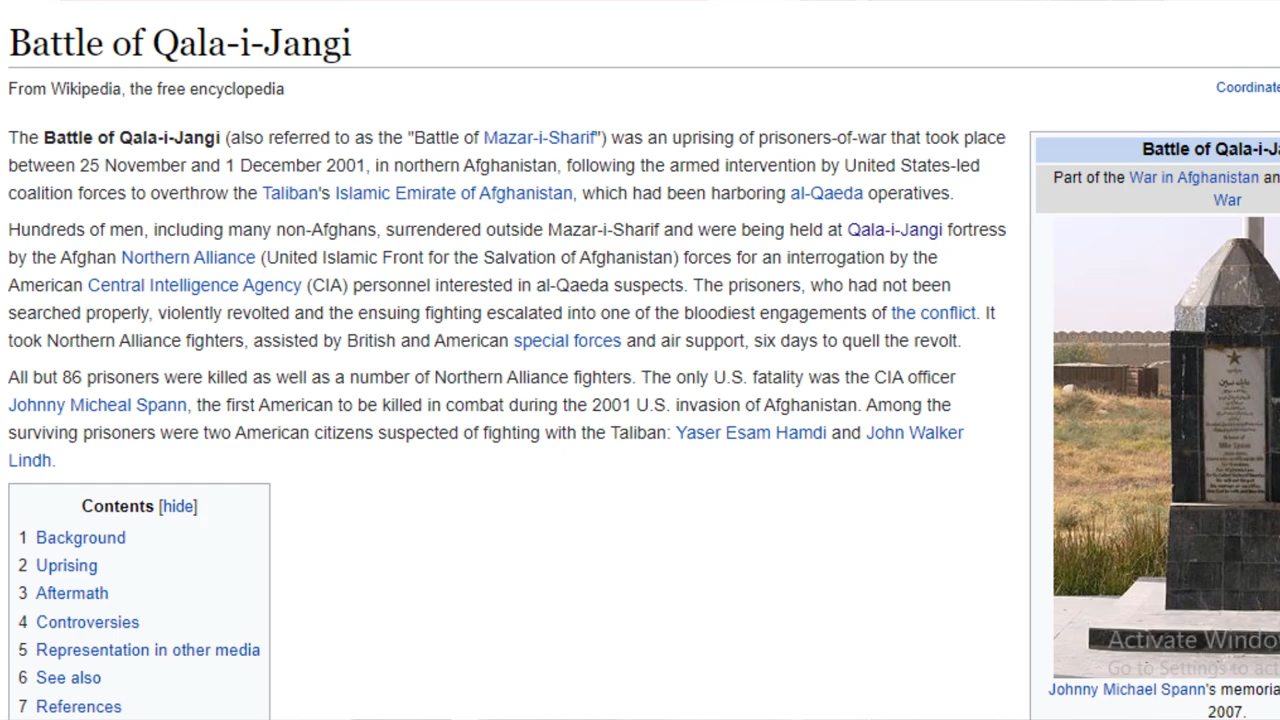 Battle of Qala-i-Jangi
From Wikipedia, the free encyclopedia
Coordinate
The Battle of Qala-i-Jangi (also referred to as the "Battle of Mazar-i-Sharif") was an uprising of prisoners-of-war that took place
between 25 November and 1 December 2001, in northern Afghanistan, following the armed intervention by United States-led
coalition forces to overthrow the Taliban's Islamic Emirate of Afghanistan, which had been harboring al-Qaeda operatives.
Hundreds of men, including many non-Afghans, surrendered outside Mazar-i-Sharif and were being held at Qala-i-Jangi fortress
by the Afghan Northern Alliance (United Islamic Front for the Salvation of Afghanistan) forces for an interrogation by the
American Central Intelligence Agency (CIA) personnel interested in al-Qaeda suspects. The prisoners, who had not been
searched properly, violently revolted and the ensuing fighting escalated into one of the bloodiest engagements of the conflict. It
took Northern Alliance fighters, assisted by British and American special forces and air support, six days to quell the revolt.
All but 86 prisoners were killed as well as a number of Northern Alliance fighters. The only U.S. fatality was the CIA officer
Johnny Micheal Spann, the first American to be killed in combat during the 2001 U.S. invasion of Afghanistan. Among the
surviving prisoners were two American citizens suspected of fighting with the Taliban: Yaser Esam Hamdi and John Walker
Lindh.
Contents [hide]
1 Background
2 Uprising
3 Aftermath
4 Controversies
5 Representation in other media
6 See also
7 References
Battle of Qala-i-Ja
Part of the War in Afghanistan an
War
Activate Windo
Go to Settings to act
Johnny Michael Spann's memoria
2007.